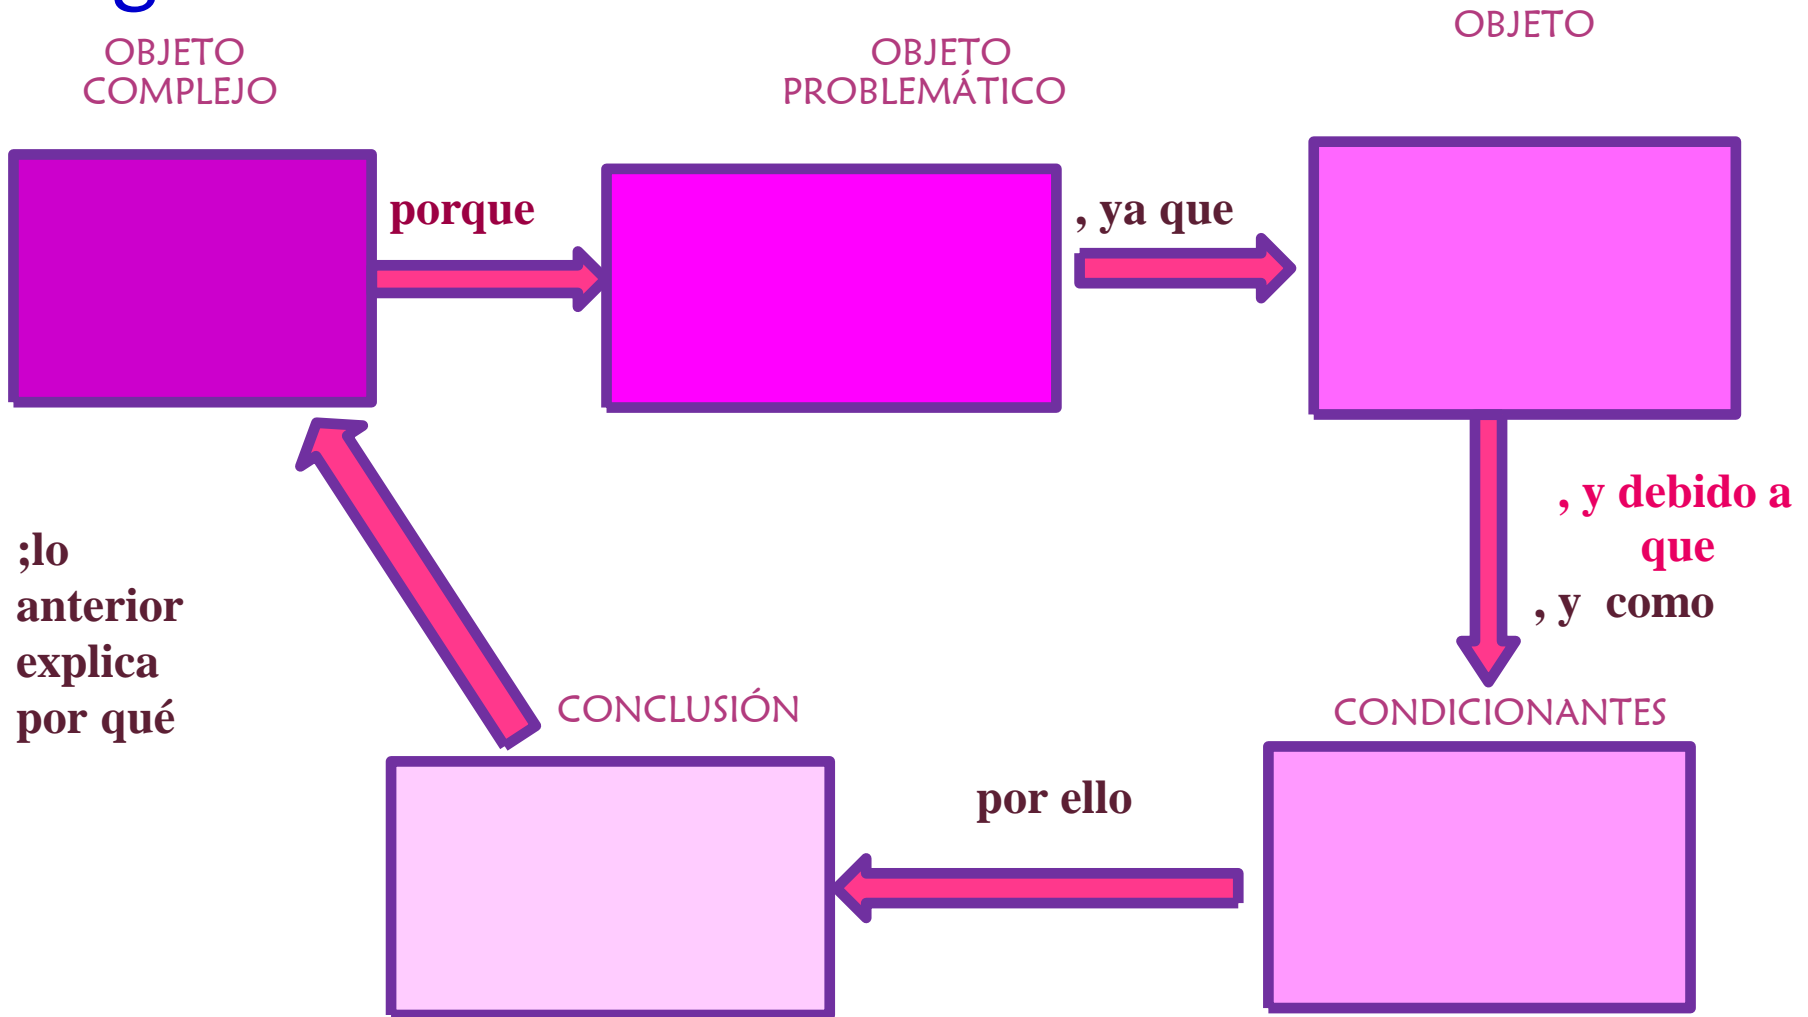 OBJETO
COMPLEJO
OBJETO
PROBLEMÁTICO
OBJETO
porque
, ya que
, y debido a
que
, y como
;lo
anterior
explica
por qué
CONCLUSIÓN
CONDICIONANTES
por ello